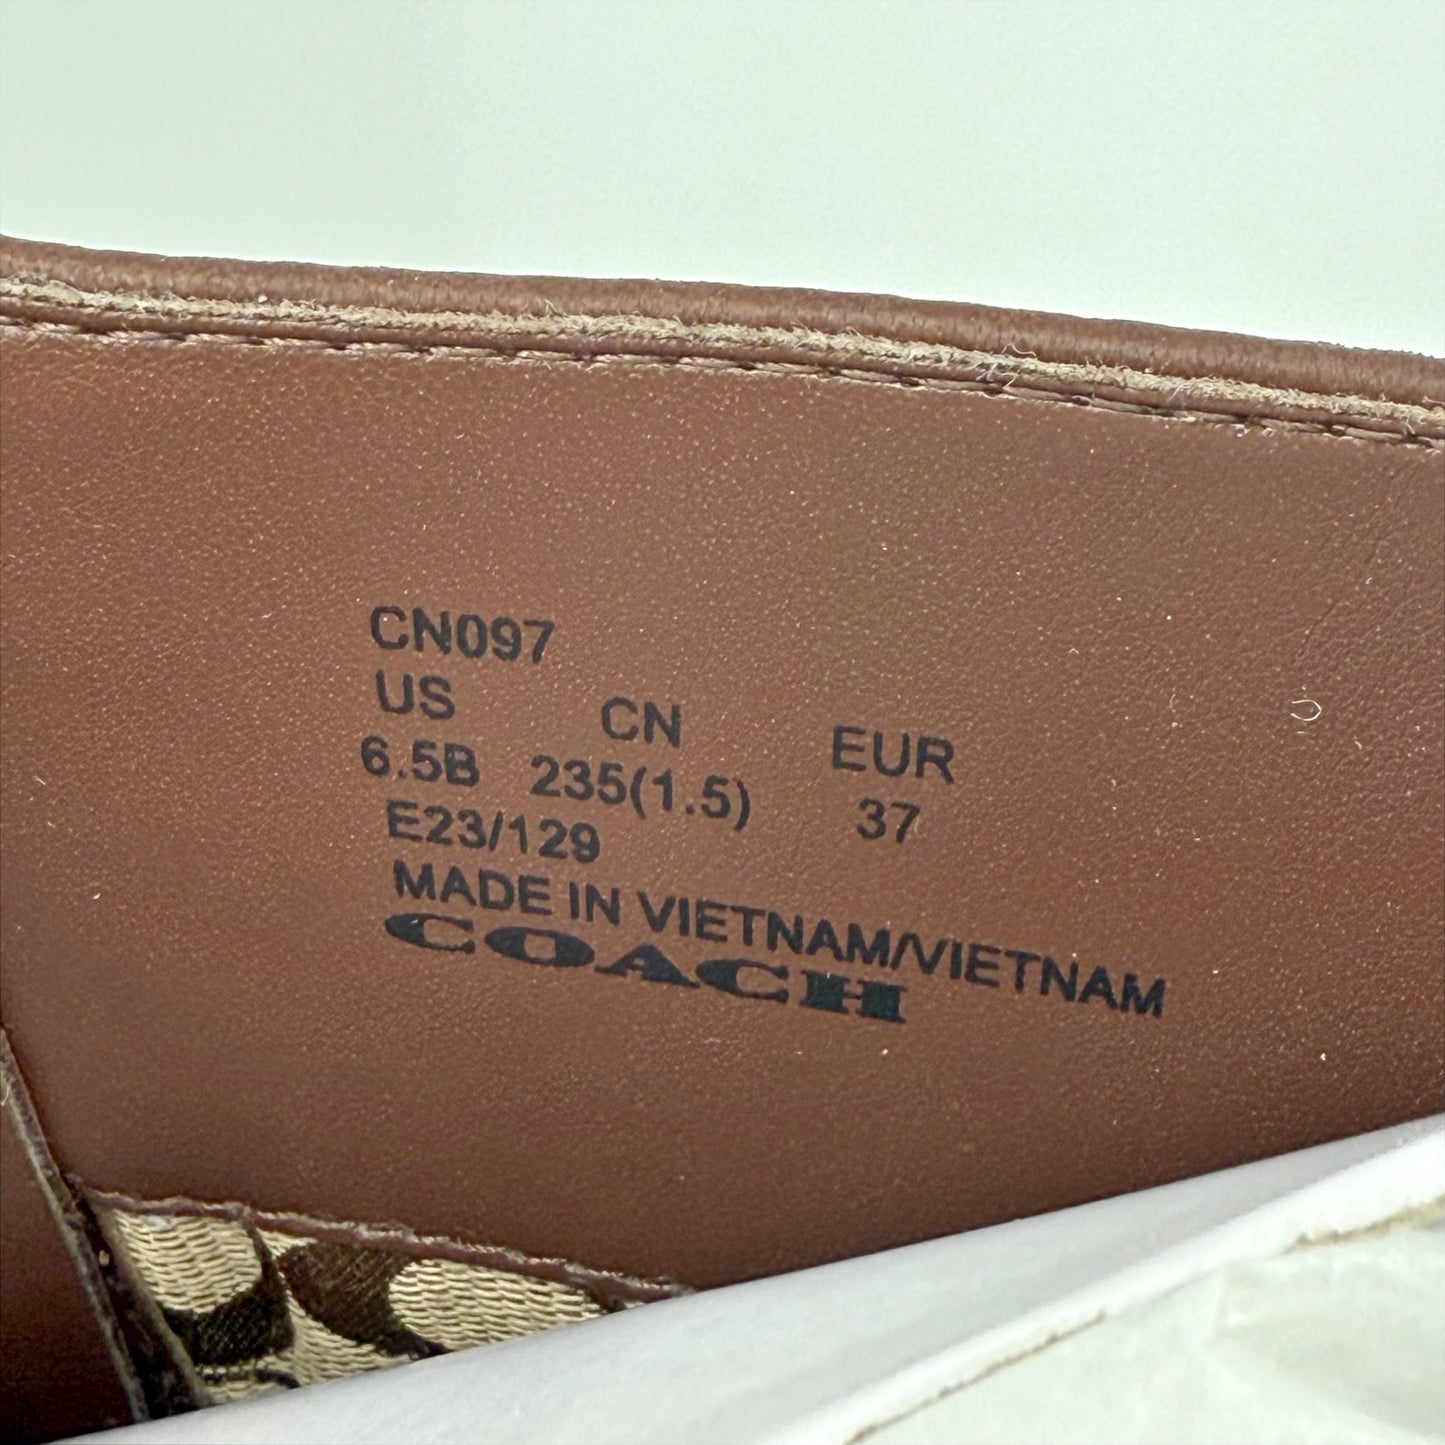 CN097
US CN EUR
6.5B 235(1.5) 37
E23/129
MADE IN VIETNAM/VIETNAM
COACH